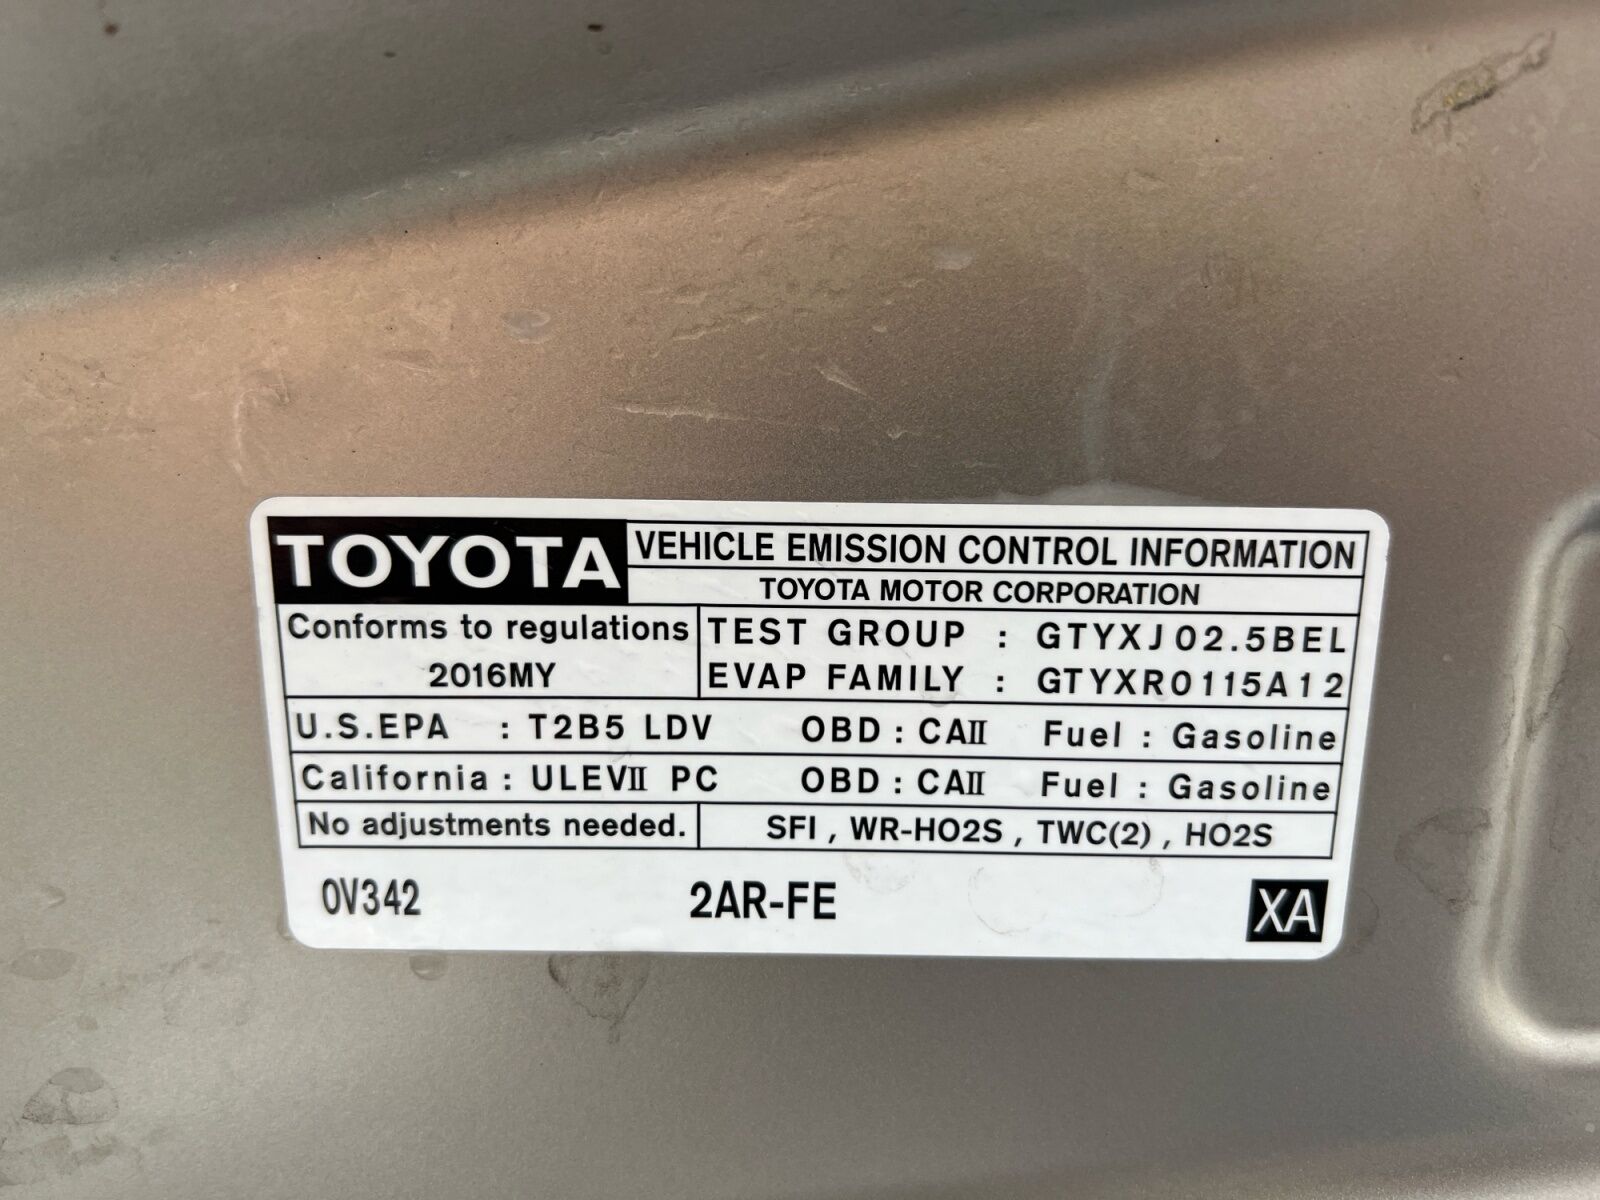 TOYOTA VEHICLE EMISSION CONTROL INFORMATION
TOYOTA MOTOR CORPORATION
Conforms to regulations
2016MY
TEST GROUP : GTYXJ02.5BEL
EVAP FAMILY : GTYXR0115A12
U.S.EPA : T2B5 LDV OBD : CAII Fuel : Gasoline
California : ULEVII PC OBD : CAII Fuel : Gasoline
No adjustments needed. SFI , WR-HO2S , TWC(2) , HO2S
0V342 2AR-FE XA